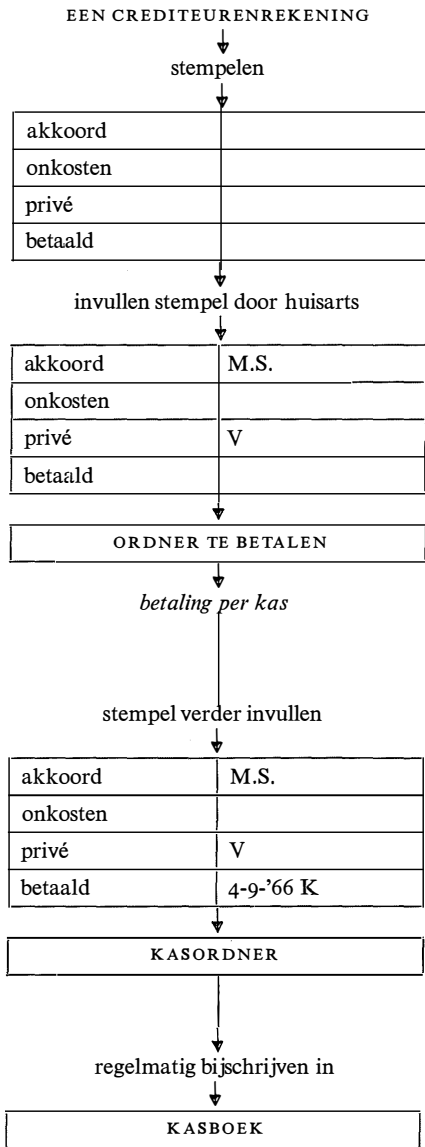 EEN CREDITEURENREKENING
stempelen
akkoord
onkosten
privé
betaald
invullen stempel door huisarts
akkoord M.S.
onkosten
privé V
betaald
ORDNER TE BETALEN
betaling per kas
stempel verder invullen
akkoord M.S.
onkosten
privé V
betaald 4-9-'66 K
KASORDNER
regelmatig bijschrijven in
KASBOEK